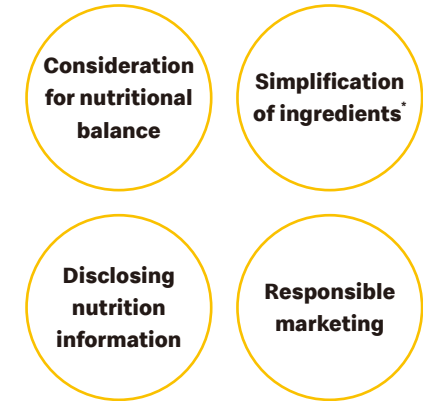 Consideration
for nutritional
balance
Simplification
of ingredients*
Disclosing
nutrition
information
Responsible
marketing